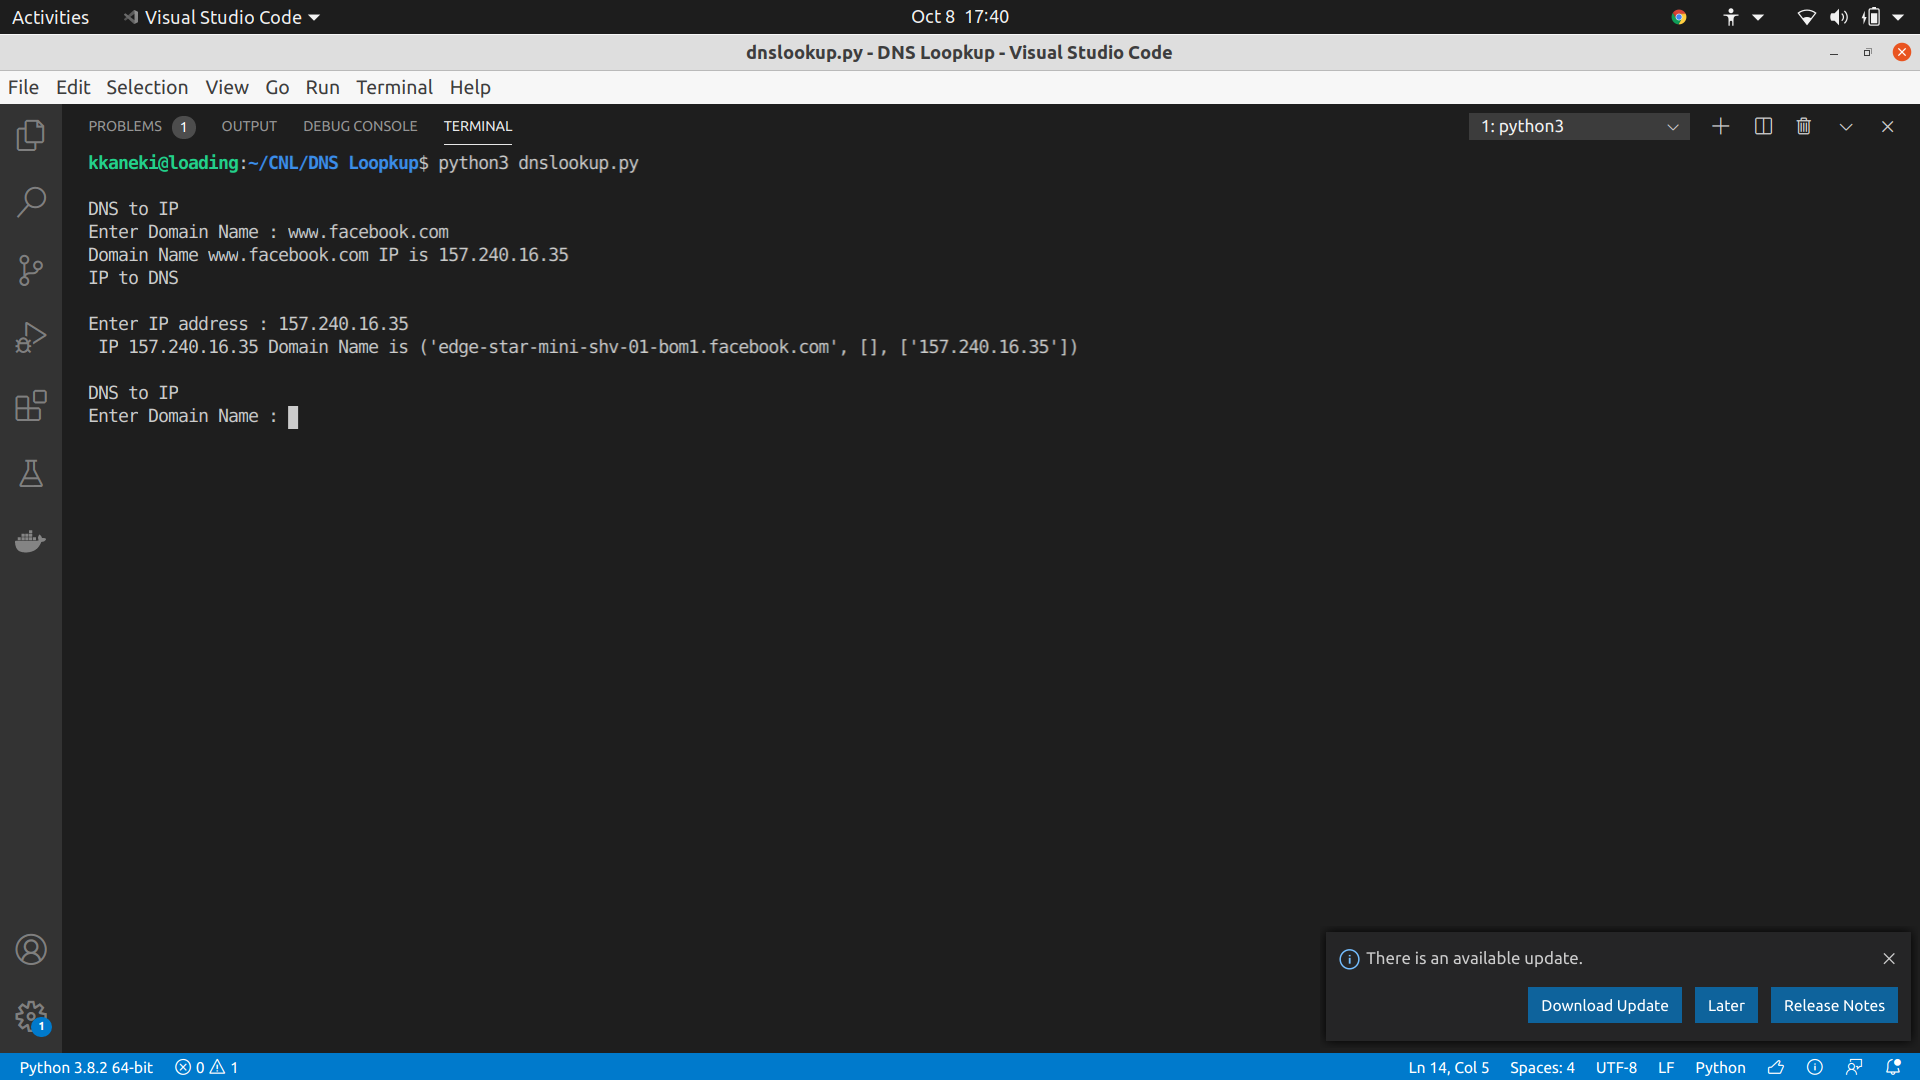 Activities Visual Studio Code Oct 8 17:40
dnslookup.py - DNS Loopkup - Visual Studio Code
File Edit Selection View Go Run Terminal Help
PROBLEMS 1 OUTPUT DEBUG CONSOLE TERMINAL 1: python3
kkaneki@loading:~/CNL/DNS Loopkup$ python3 dnslookup.py
DNS to IP
Enter Domain Name : www.facebook.com
Domain Name www.facebook.com IP is 157.240.16.35
IP to DNS
Enter IP address : 157.240.16.35
IP 157.240.16.35 Domain Name is ('edge-star-mini-shv-01-bom1.facebook.com', [], ['157.240.16.35'])
DNS to IP
Enter Domain Name :
There is an available update.
Download Update Later Release Notes
1
Python 3.8.2 64-bit 0 1 Ln 14, Col 5 Spaces: 4 UTF-8 LF Python